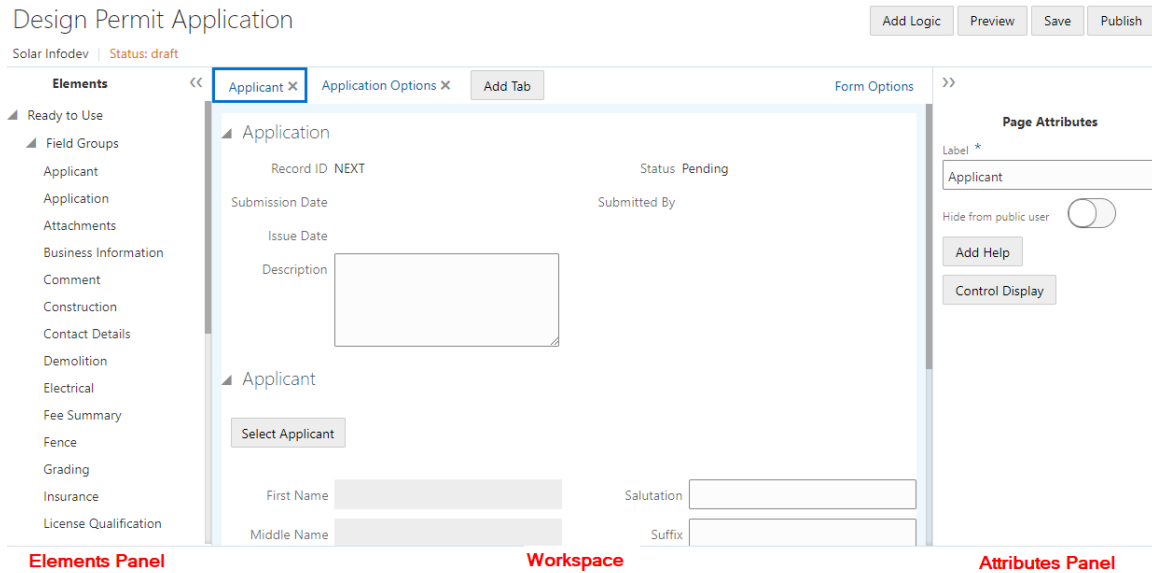 Design Permit Application
Add Logic Preview Save Publish
Solar Infodev | Status: draft
Elements
Applicant Application Options Add Tab Form Options
Ready to Use
Field Groups
Applicant
Application
Attachments
Business Information
Comment
Construction
Contact Details
Demolition
Electrical
Fee Summary
Fence
Grading
Insurance
License Qualification
Application
Record ID NEXT Status Pending
Submission Date Submitted By
Issue Date
Description
Applicant
Select Applicant
First Name Salutation
Middle Name Suffix
Page Attributes
Label *
Applicant
Hide from public user
Add Help
Control Display
Elements Panel Workspace Attributes Panel